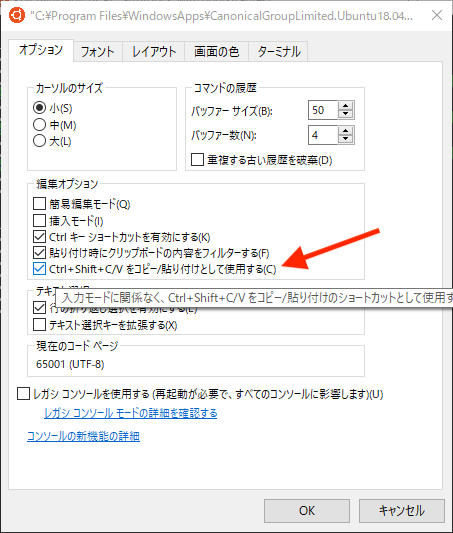 "C:¥Program Files¥WindowsApps¥CanonicalGroupLimited.Ubuntu18.04...
オプション フォント レイアウト 画面の色 ターミナル
カーソルのサイズ
小(S)
中(M)
大(L)
コマンドの履歴
バッファー サイズ(B): 50
バッファー数(N): 4
重複する古い履歴を破棄(D)
編集オプション
簡易編集モード(Q)
挿入モード(I)
Ctrl キー ショートカットを有効にする(K)
貼り付け時にクリップボードの内容をフィルターする(F)
Ctrl+Shift+C/V をコピー/貼り付けとして使用する(C)
入力モードに関係なく、Ctrl+Shift+C/V をコピー/貼り付けのショートカットとして使用す
テキスト選択
行の折り返し選択を有効にする(E)
テキスト選択キーを拡張する(X)
現在のコード ページ
65001 (UTF-8)
レガシ コンソールを使用する (再起動が必要で、すべてのコンソールに影響します)(U)
レガシ コンソール モードの詳細を確認する
コンソールの新機能の詳細
OK キャンセル